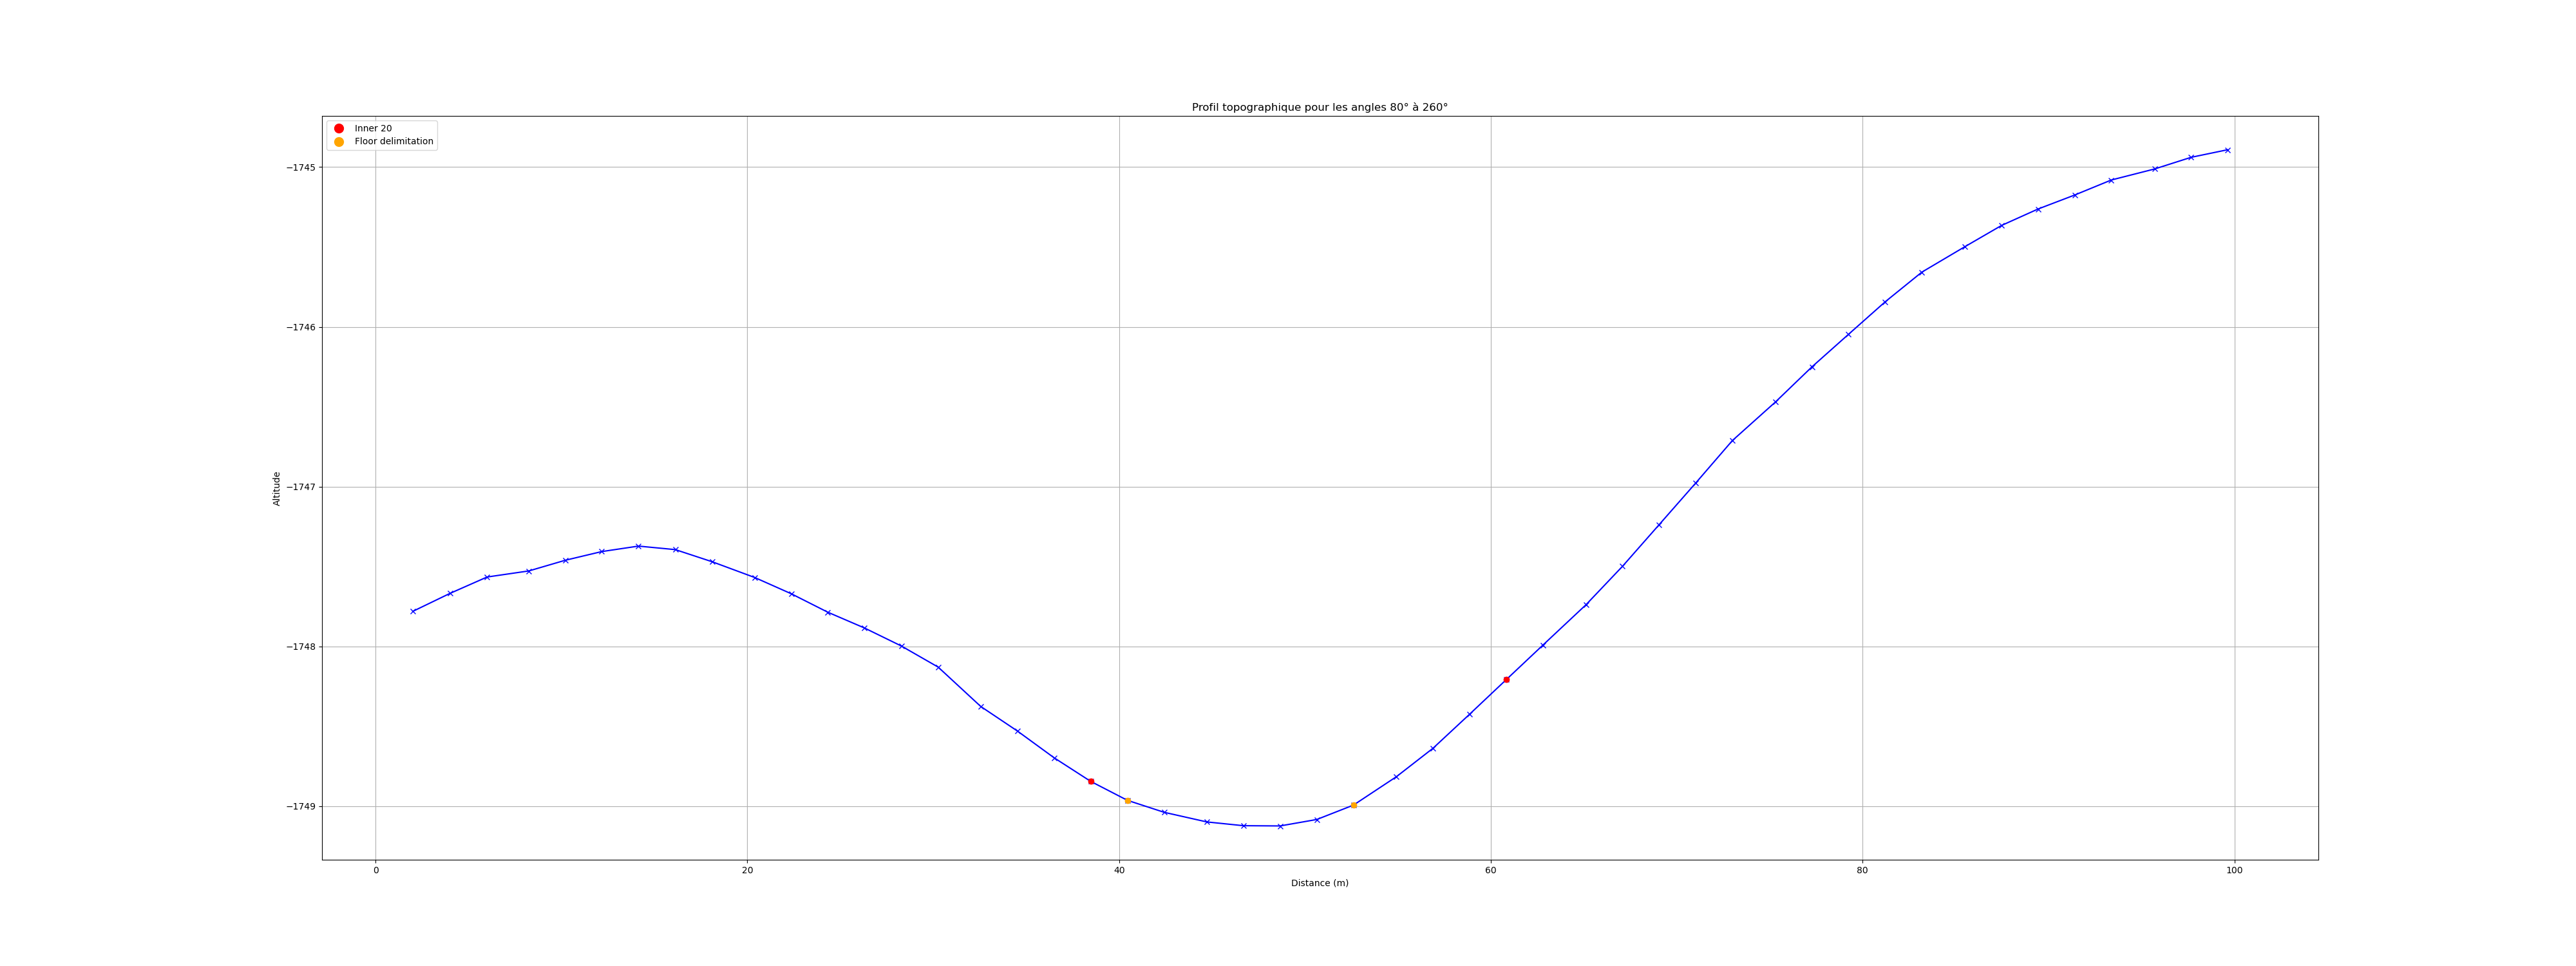 Profil topographique pour les angles 80° à 260°
Inner 20
Floor delimitation
−1745
−1746
−1747
−1748
−1749
Altitude
0
20
40
60
80
100
Distance (m)